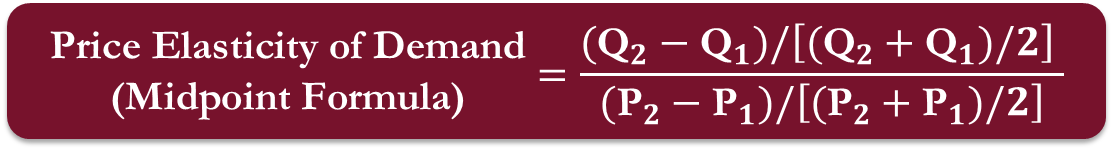 Price Elasticity of Demand
(Midpoint Formula)
=
(Q₂ − Q₁)/[(Q₂ + Q₁)/2]
(P₂ − P₁)/[(P₂ + P₁)/2]